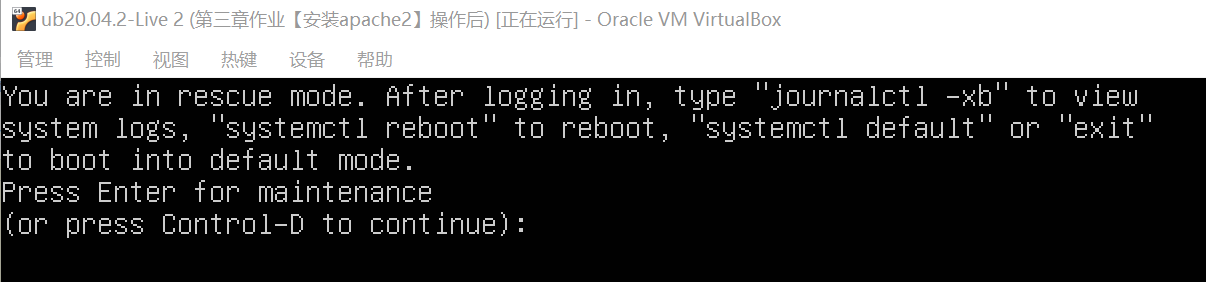 64
ub20.04.2-Live 2 (第三章作业【安装apache2】操作后) [正在运行] - Oracle VM VirtualBox
管理 控制 视图 热键 设备 帮助
You are in rescue mode. After logging in, type "journalctl -xb" to view
system logs, "systemctl reboot" to reboot, "systemctl default" or "exit"
to boot into default mode.
Press Enter for maintenance
(or press Control-D to continue):